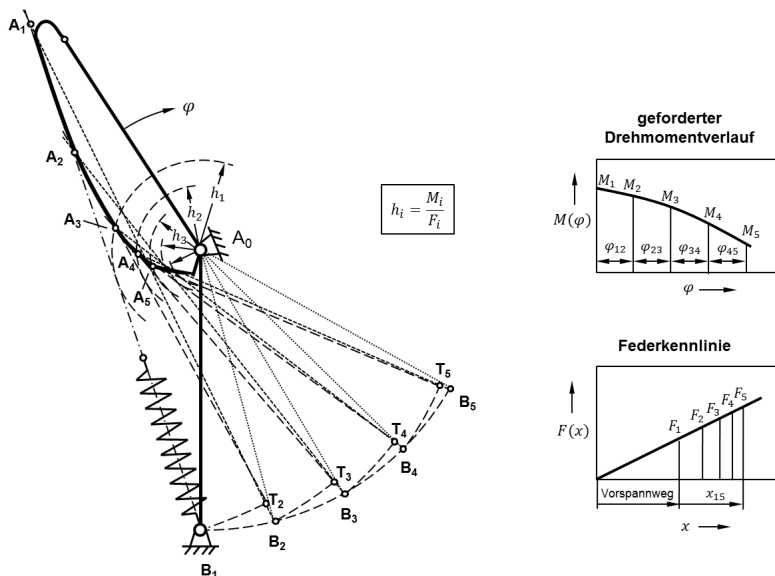 A₁
A₂
A₃
A₄
A₅
φ
h₁
h₂
h₃
A₀
hᵢ = Mᵢ / Fᵢ
T₅
B₅
T₄
B₄
T₃
B₃
T₂
B₂
B₁
geforderter
Drehmomentverlauf
M₁
M₂
M₃
M₄
M₅
M(φ)
φ₁₂ φ₂₃ φ₃₄ φ₄₅
φ
Federkennlinie
F₁
F₂
F₃
F₄
F₅
F(x)
Vorspannweg x₁₅
x